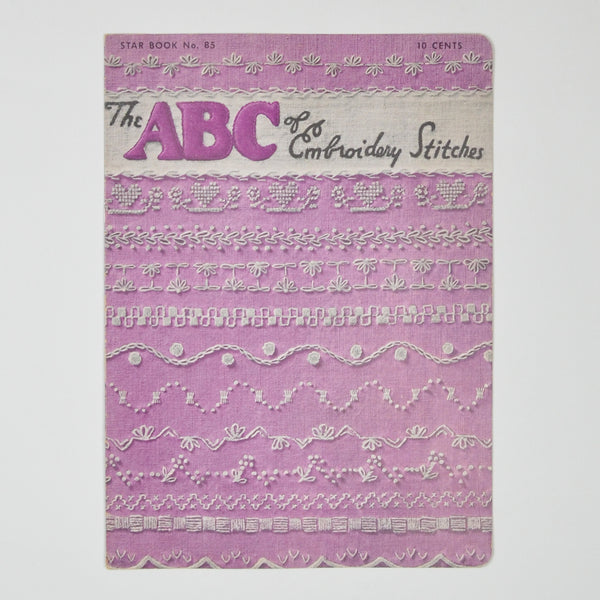 STAR BOOK No. 85 10 CENTS
The ABC of Embroidery Stitches